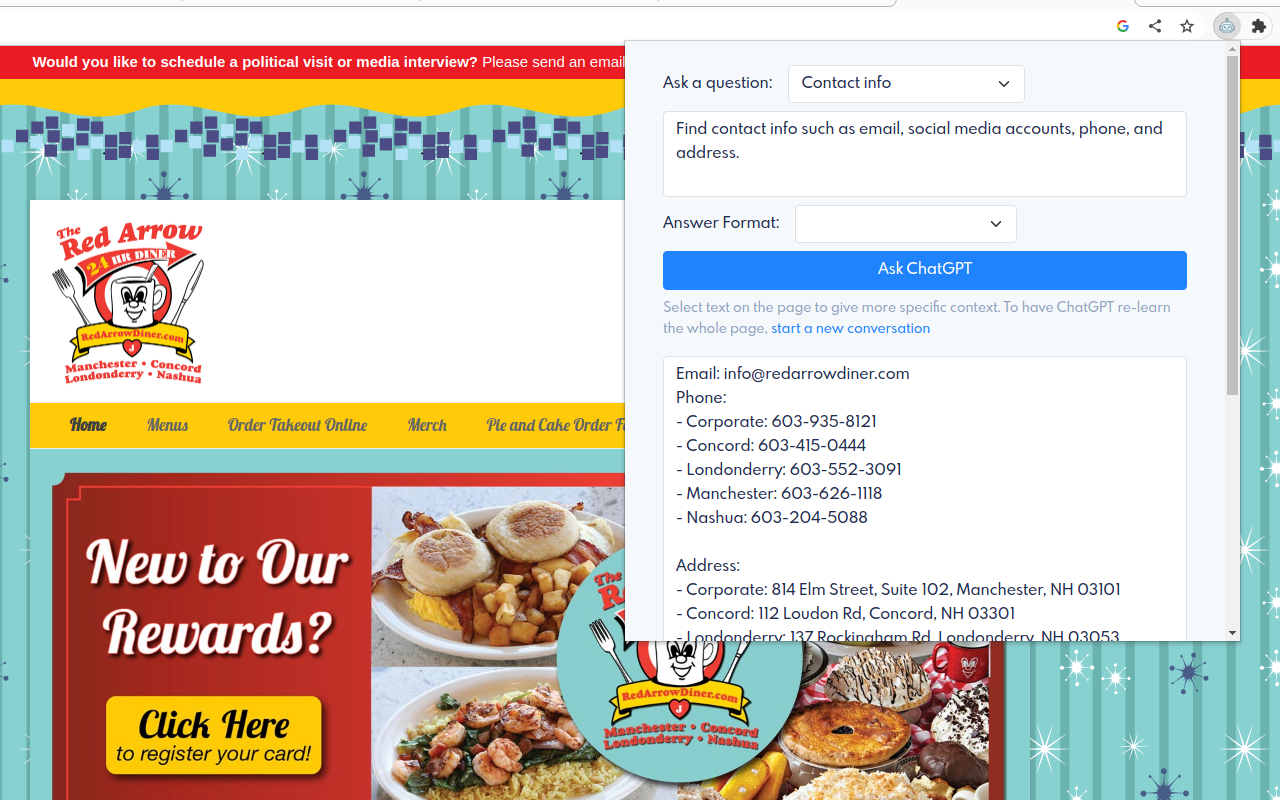 Would you like to schedule a political visit or media interview? Please send an email
The
Red Arrow
24 HR DINER
RedArrowDiner.com
J
Manchester • Concord
Londonderry • Nashua
Home Menus Order Takeout Online Merch Pie and Cake Order F
New to Our
Rewards?
Click Here
to register your card!
RedArrowDiner.com
J
Manchester • Concord
Londonderry • Nashua
Ask a question: Contact info
Find contact info such as email, social media accounts, phone, and
address.
Answer Format:
Ask ChatGPT
Select text on the page to give more specific context. To have ChatGPT re-learn
the whole page, start a new conversation
Email: info@redarrowdiner.com
Phone:
- Corporate: 603-935-8121
- Concord: 603-415-0444
- Londonderry: 603-552-3091
- Manchester: 603-626-1118
- Nashua: 603-204-5088
Address:
- Corporate: 814 Elm Street, Suite 102, Manchester, NH 03101
- Concord: 112 Loudon Rd, Concord, NH 03301
- Londonderry: 137 Rockingham Rd, Londonderry, NH 03053